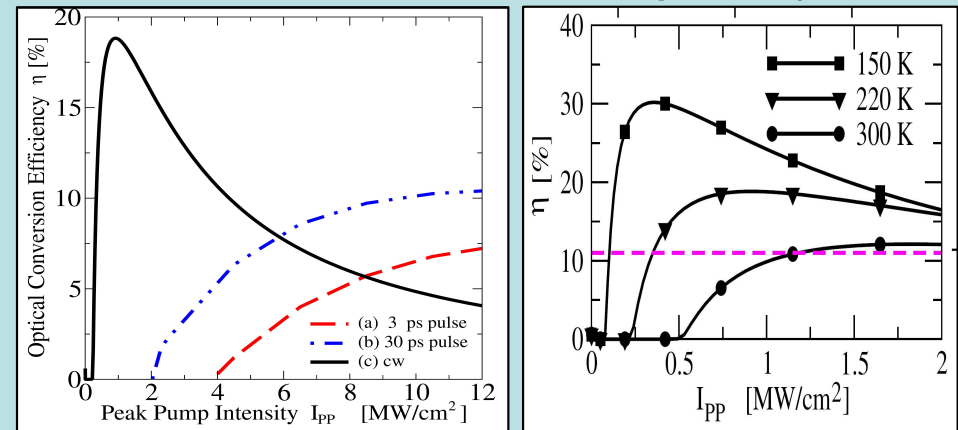 20
15
10
5
0
Optical Conversion Efficiency η [%]
(a) 3 ps pulse
(b) 30 ps pulse
(c) cw
0 2 4 6 8 10 12
Peak Pump Intensity I_PP [MW/cm²]
40
30
20
10
0
η [%]
150 K
220 K
300 K
0 0.5 1 1.5 2
I_PP [MW/cm²]